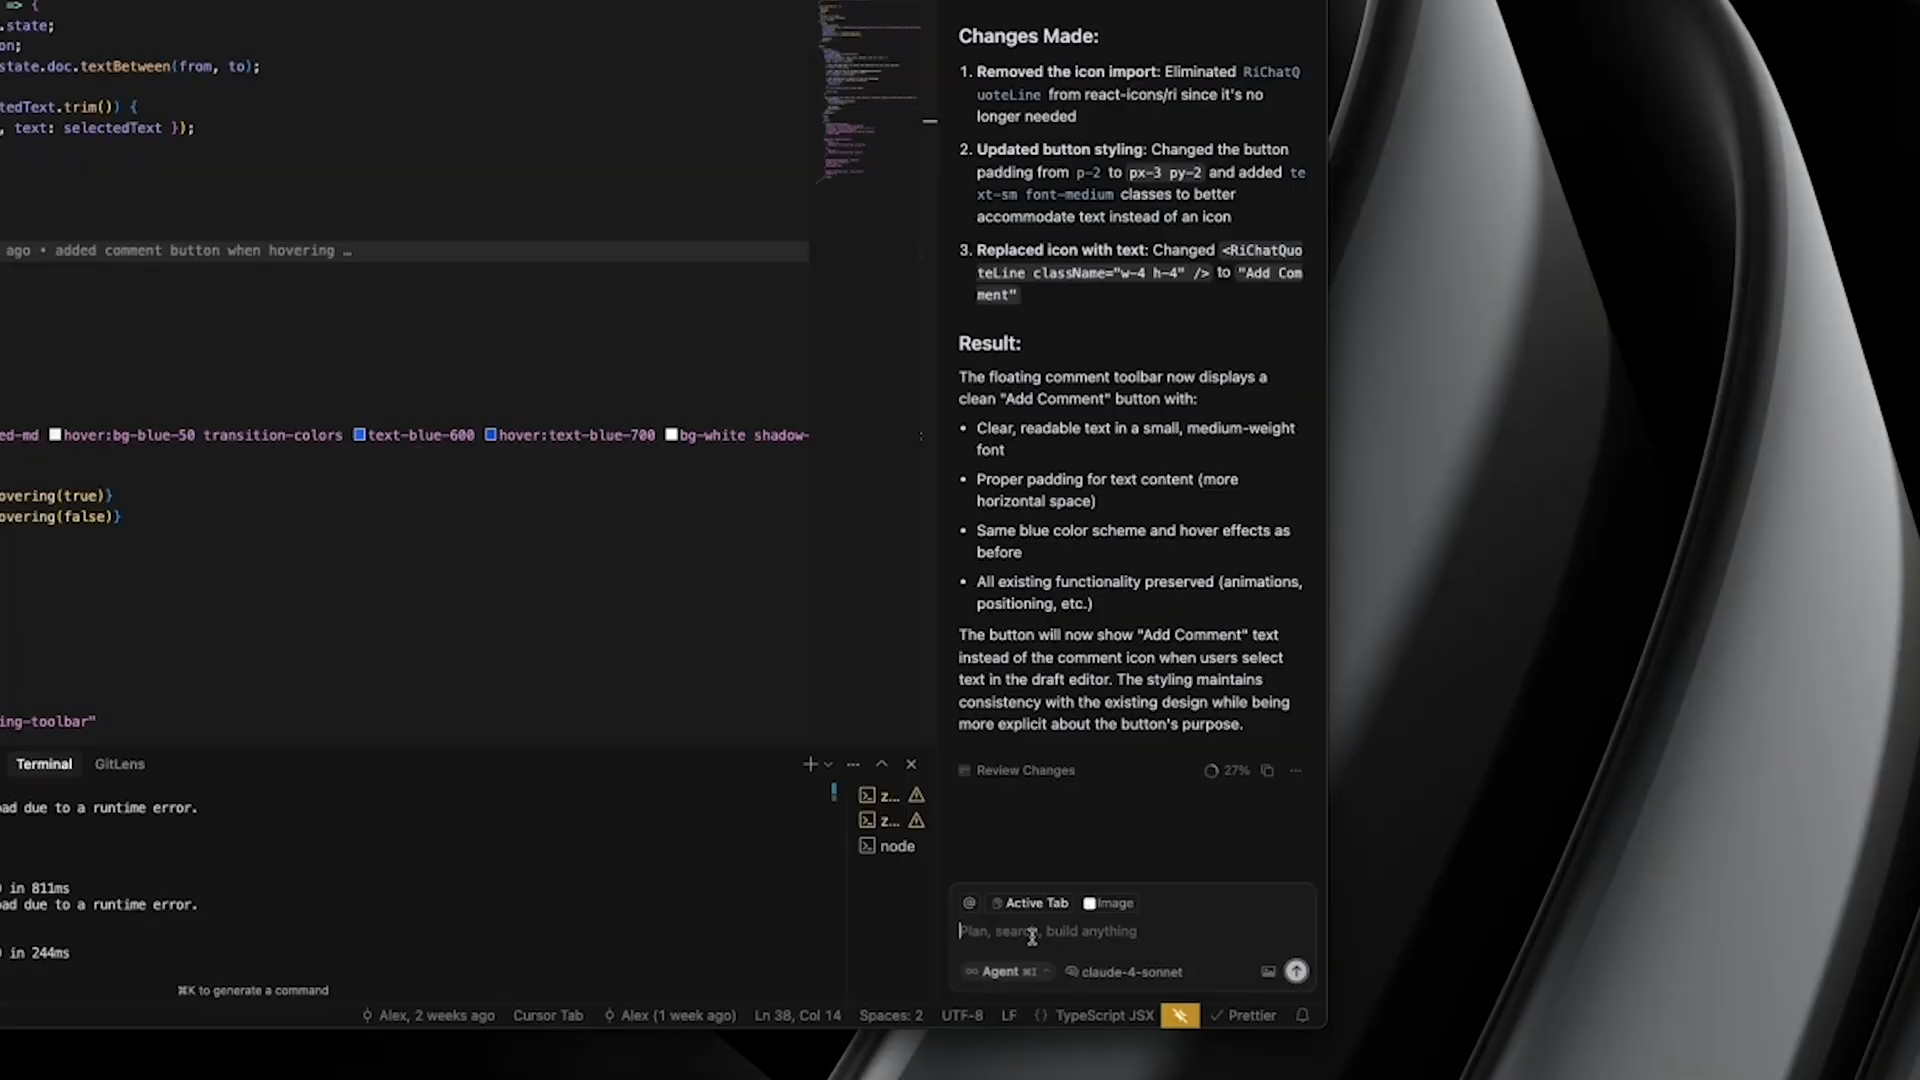 => {
.state;
on;
state.doc.textBetween(from, to);
tedText.trim()) {
, text: selectedText });
ago • added comment button when hovering …
ed-md hover:bg-blue-50 transition-colors text-blue-600 hover:text-blue-700 bg-white shadow-
overing(true)}
overing(false)}
ing-toolbar"
Terminal GitLens
oad due to a runtime error.
in 811ms
oad due to a runtime error.
in 244ms
⌘K to generate a command
z...
z...
node
Changes Made:
1. Removed the icon import: Eliminated RiChatQ
uoteLine from react-icons/ri since it's no
longer needed
2. Updated button styling: Changed the button
padding from p-2 to px-3 py-2 and added te
xt-sm font-medium classes to better
accommodate text instead of an icon
3. Replaced icon with text: Changed <RiChatQuo
teLine className="w-4 h-4" /> to "Add Com
ment"
Result:
The floating comment toolbar now displays a
clean "Add Comment" button with:
• Clear, readable text in a small, medium-weight
font
• Proper padding for text content (more
horizontal space)
• Same blue color scheme and hover effects as
before
• All existing functionality preserved (animations,
positioning, etc.)
The button will now show "Add Comment" text
instead of the comment icon when users select
text in the draft editor. The styling maintains
consistency with the existing design while being
more explicit about the button's purpose.
Review Changes 27%
@ Active Tab Image
Plan, search, build anything
Agent ⌘I claude-4-sonnet
Alex, 2 weeks ago Cursor Tab Alex (1 week ago) Ln 38, Col 14 Spaces: 2 UTF-8 LF {} TypeScript JSX Prettier